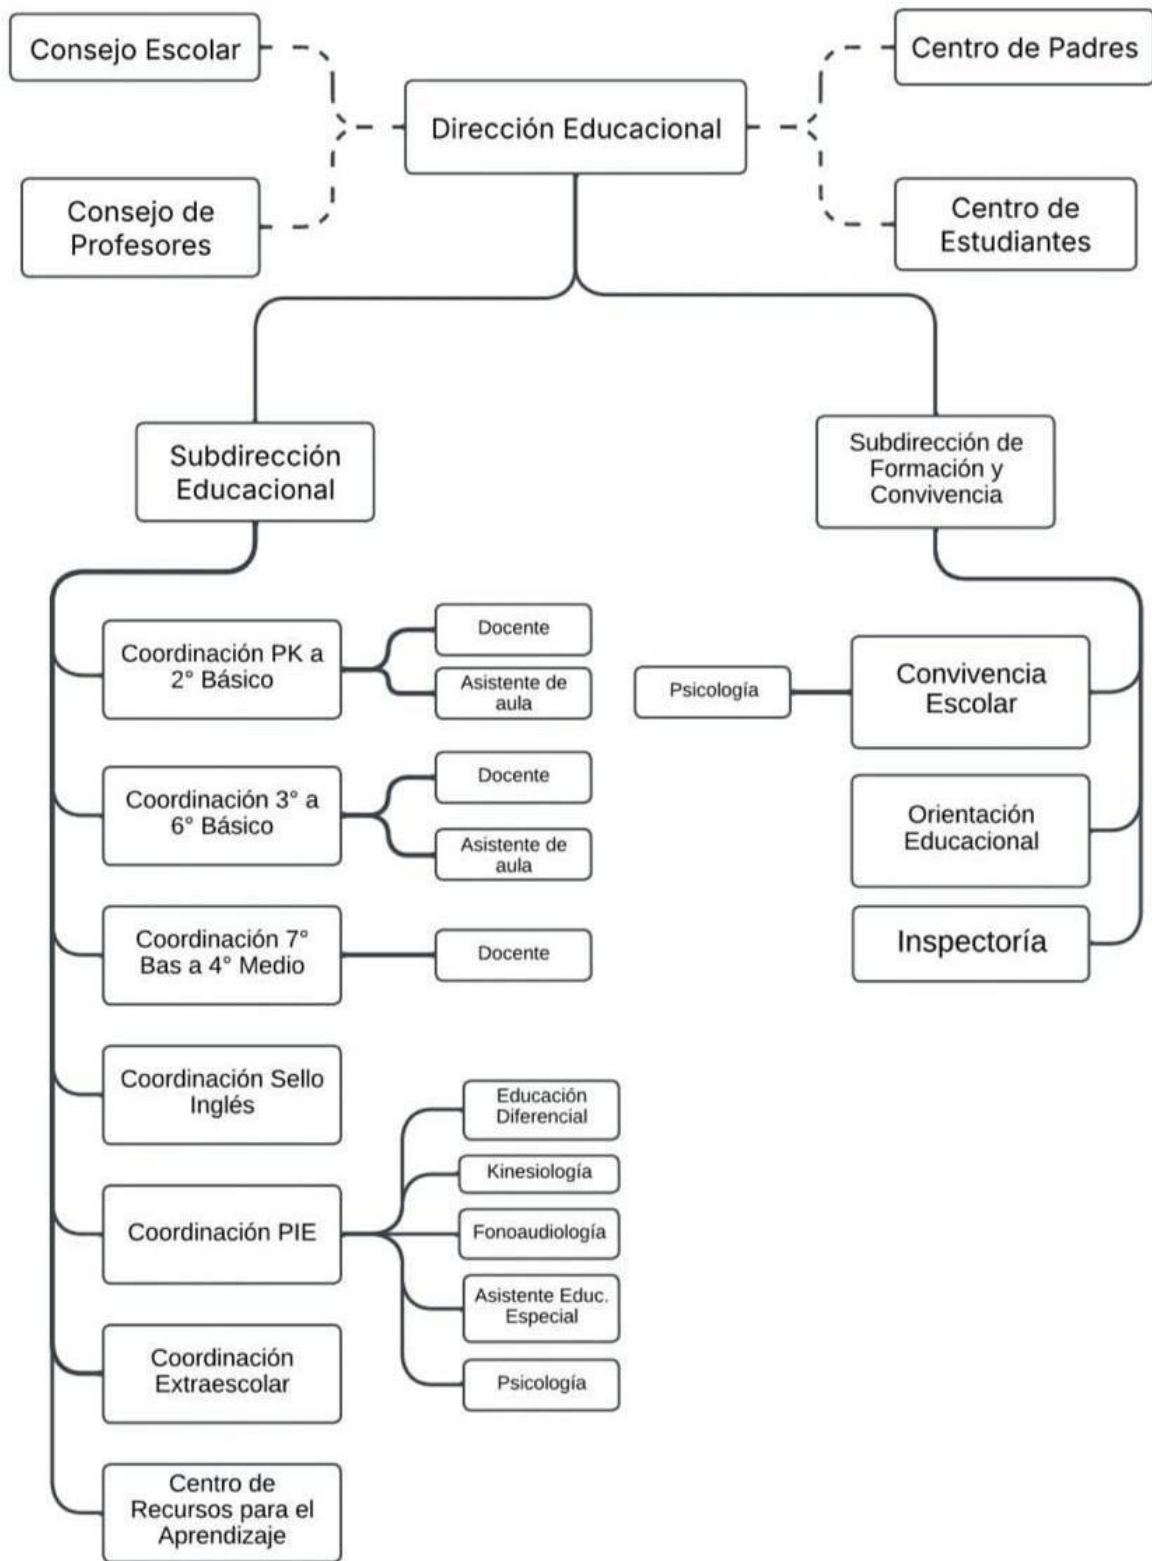 Consejo Escolar
Centro de Padres
Dirección Educacional
Consejo de
Profesores
Centro de
Estudiantes
Subdirección
Educacional
Subdirección de
Formación y
Convivencia
Coordinación PK a
2° Básico
Docente
Asistente de
aula
Psicología
Convivencia
Escolar
Coordinación 3° a
6° Básico
Docente
Asistente de
aula
Orientación
Educacional
Coordinación 7°
Bas a 4° Medio
Docente
Inspectoría
Coordinación Sello
Inglés
Coordinación PIE
Educación
Diferencial
Kinesiología
Fonoaudiología
Asistente Educ.
Especial
Psicología
Coordinación
Extraescolar
Centro de
Recursos para el
Aprendizaje